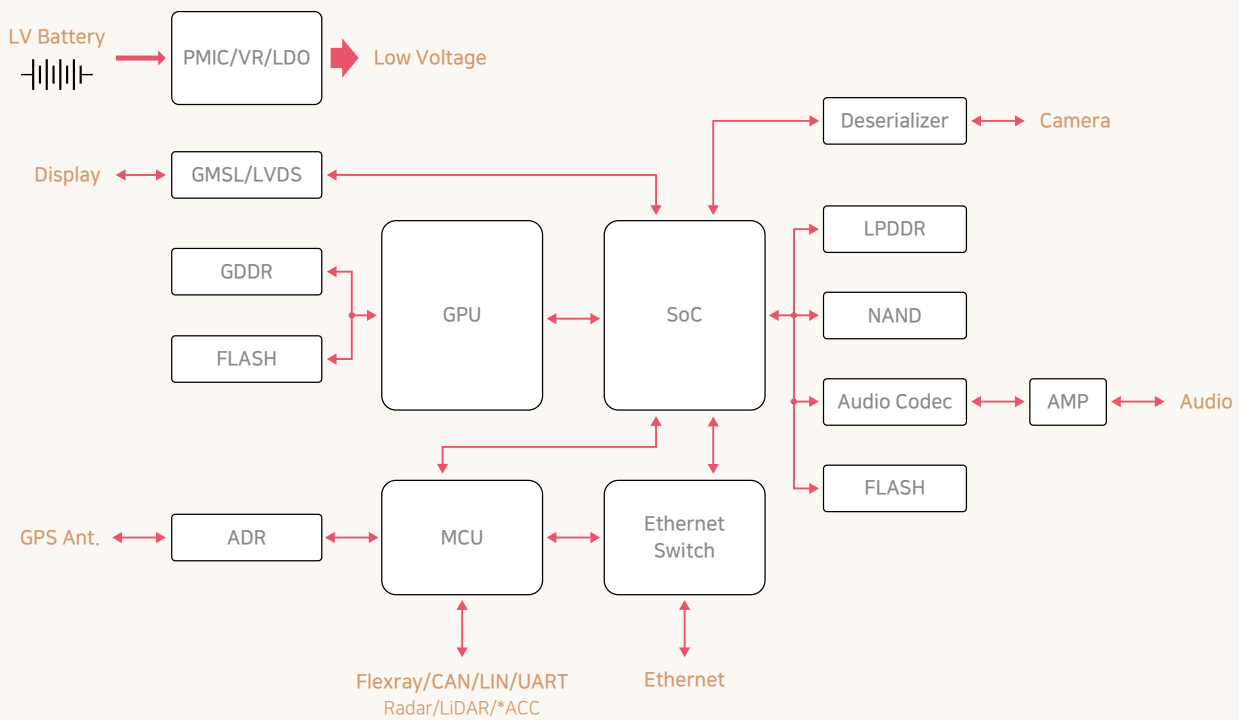 LV Battery
PMIC/VR/LDO
Low Voltage
Deserializer
Camera
Display
GMSL/LVDS
LPDDR
GDDR
GPU
SoC
NAND
FLASH
Audio Codec
AMP
Audio
FLASH
GPS Ant.
ADR
MCU
Ethernet
Switch
Flexray/CAN/LIN/UART
Radar/LiDAR/*ACC
Ethernet